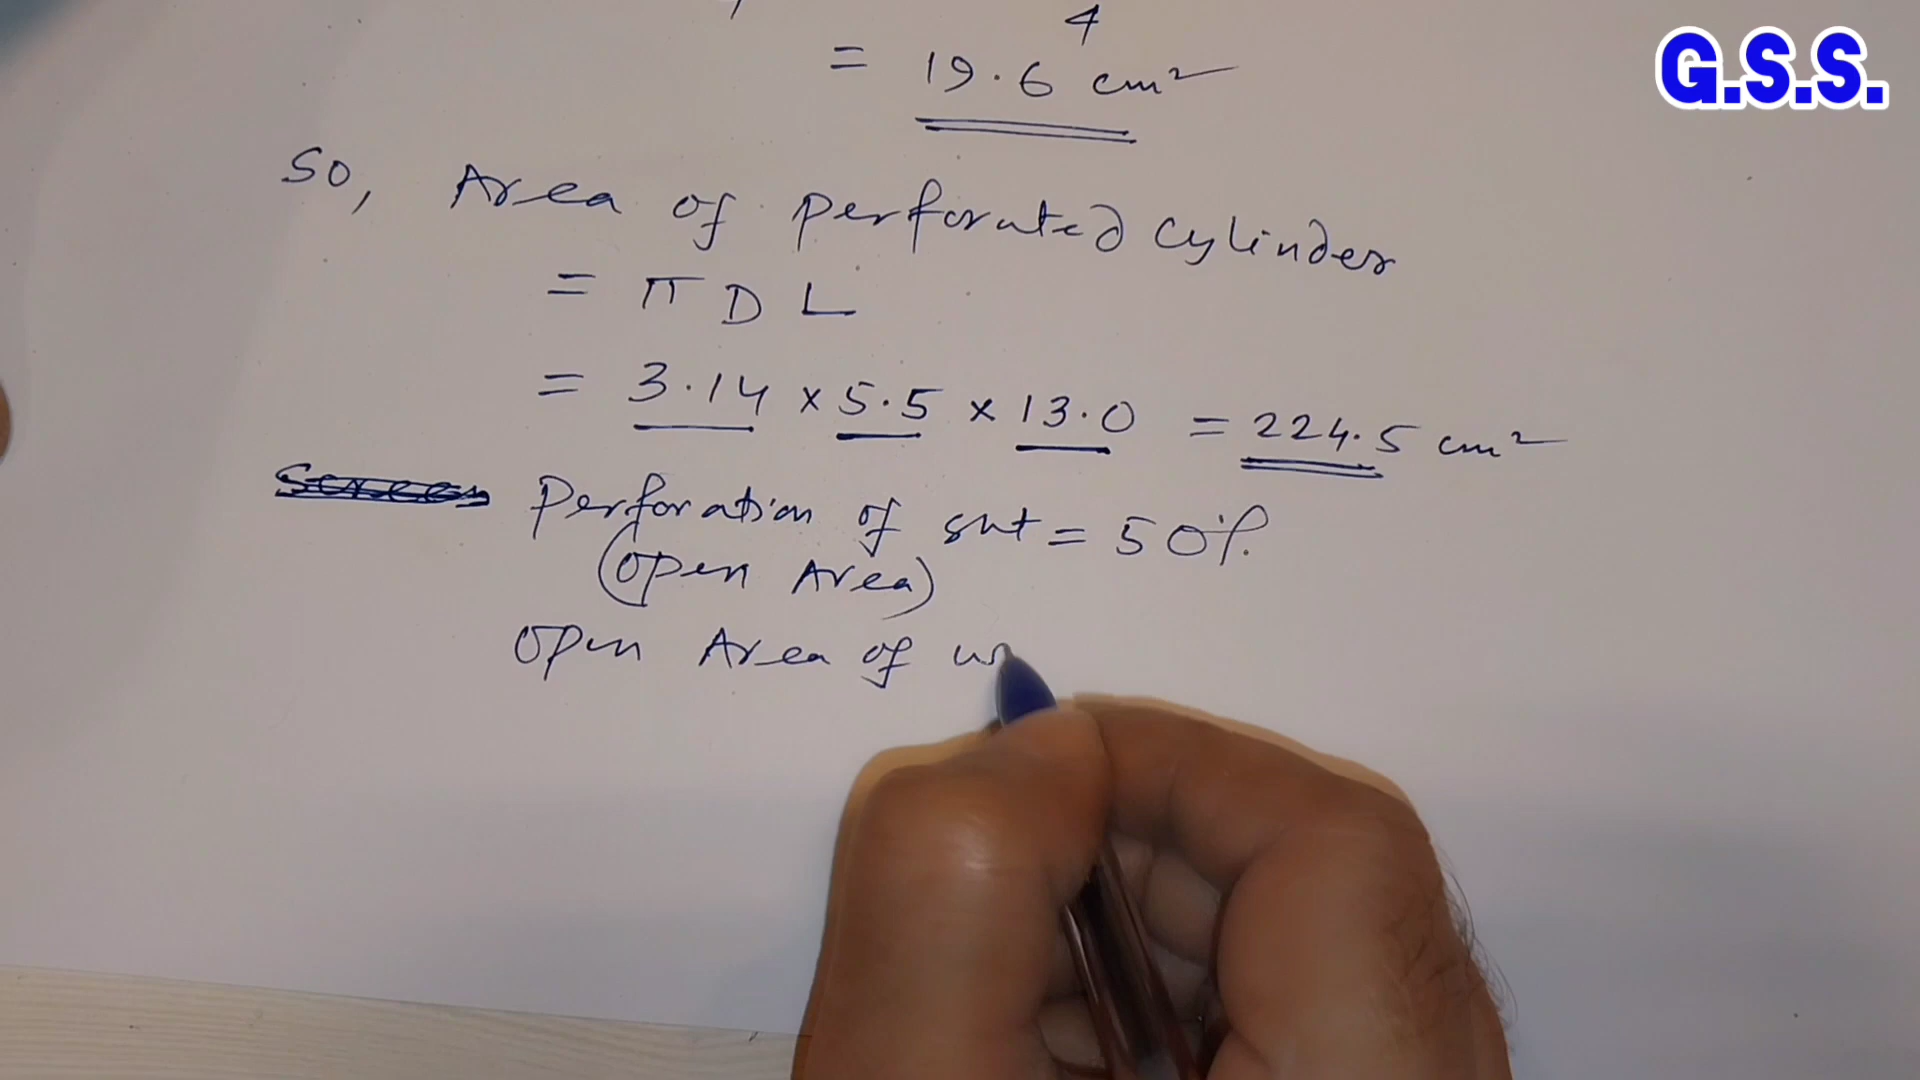 G.S.S.
4
= 19.6 cm²
So, Area of perforated cylinder
= π D L
= 3.14 × 5.5 × 13.0 = 224.5 cm²
Screen Perforation of sht = 50%
(Open Area)
Open Area of